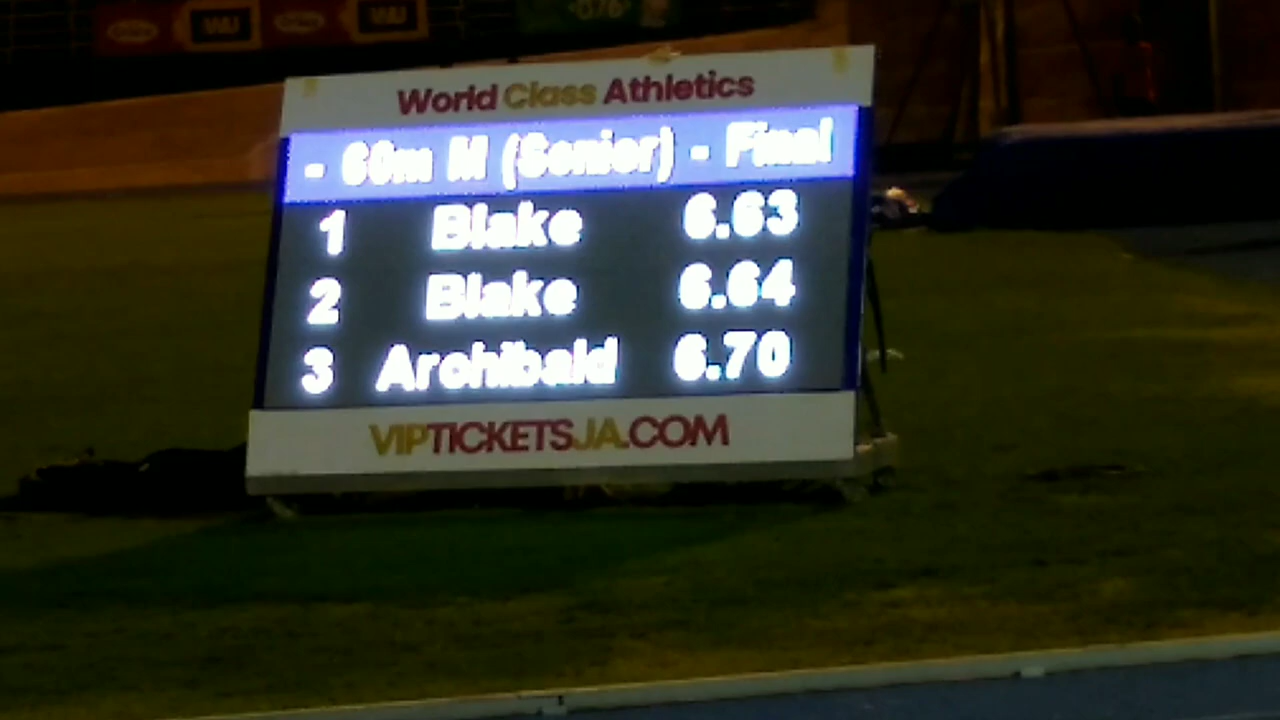 World Class Athletics
- 60m M (Senior) - Final
1 Blake 6.63
2 Blake 6.64
3 Archibald 6.70
VIPTICKETSJA.COM